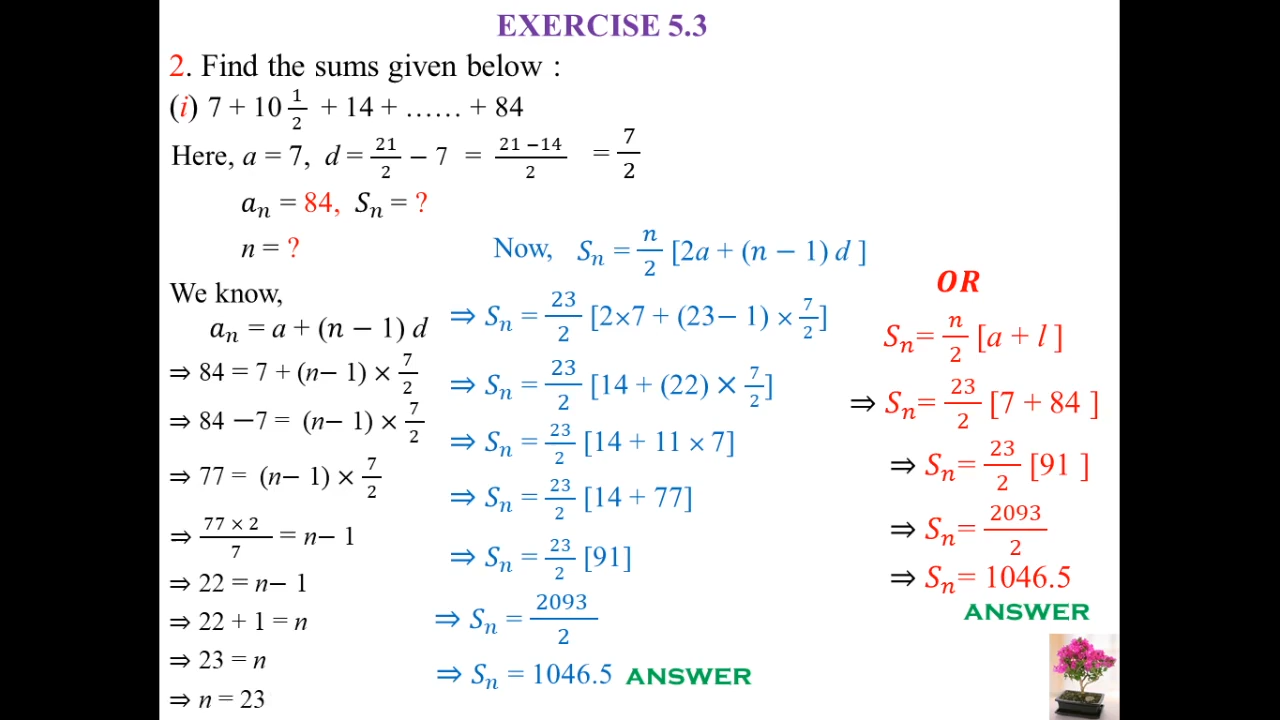 EXERCISE 5.3
2. Find the sums given below :
(i) 7 + 10 1/2 + 14 + …… + 84
Here, a = 7, d = 21/2 − 7 = (21 −14)/2 = 7/2
aₙ = 84, Sₙ = ?
n = ?
We know,
aₙ = a + (n − 1) d
⇒ 84 = 7 + (n− 1) × 7/2
⇒ 84 −7 = (n− 1) × 7/2
⇒ 77 = (n− 1) × 7/2
⇒ (77 × 2)/7 = n− 1
⇒ 22 = n− 1
⇒ 22 + 1 = n
⇒ 23 = n
⇒ n = 23
Now, Sₙ = n/2 [2a + (n − 1) d ]
⇒ Sₙ = 23/2 [2×7 + (23− 1) × 7/2]
⇒ Sₙ = 23/2 [14 + (22) × 7/2]
⇒ Sₙ = 23/2 [14 + 11 × 7]
⇒ Sₙ = 23/2 [14 + 77]
⇒ Sₙ = 23/2 [91]
⇒ Sₙ = 2093/2
⇒ Sₙ = 1046.5 ANSWER
OR
Sₙ= n/2 [a + l ]
⇒ Sₙ= 23/2 [7 + 84 ]
⇒ Sₙ= 23/2 [91 ]
⇒ Sₙ= 2093/2
⇒ Sₙ= 1046.5
ANSWER